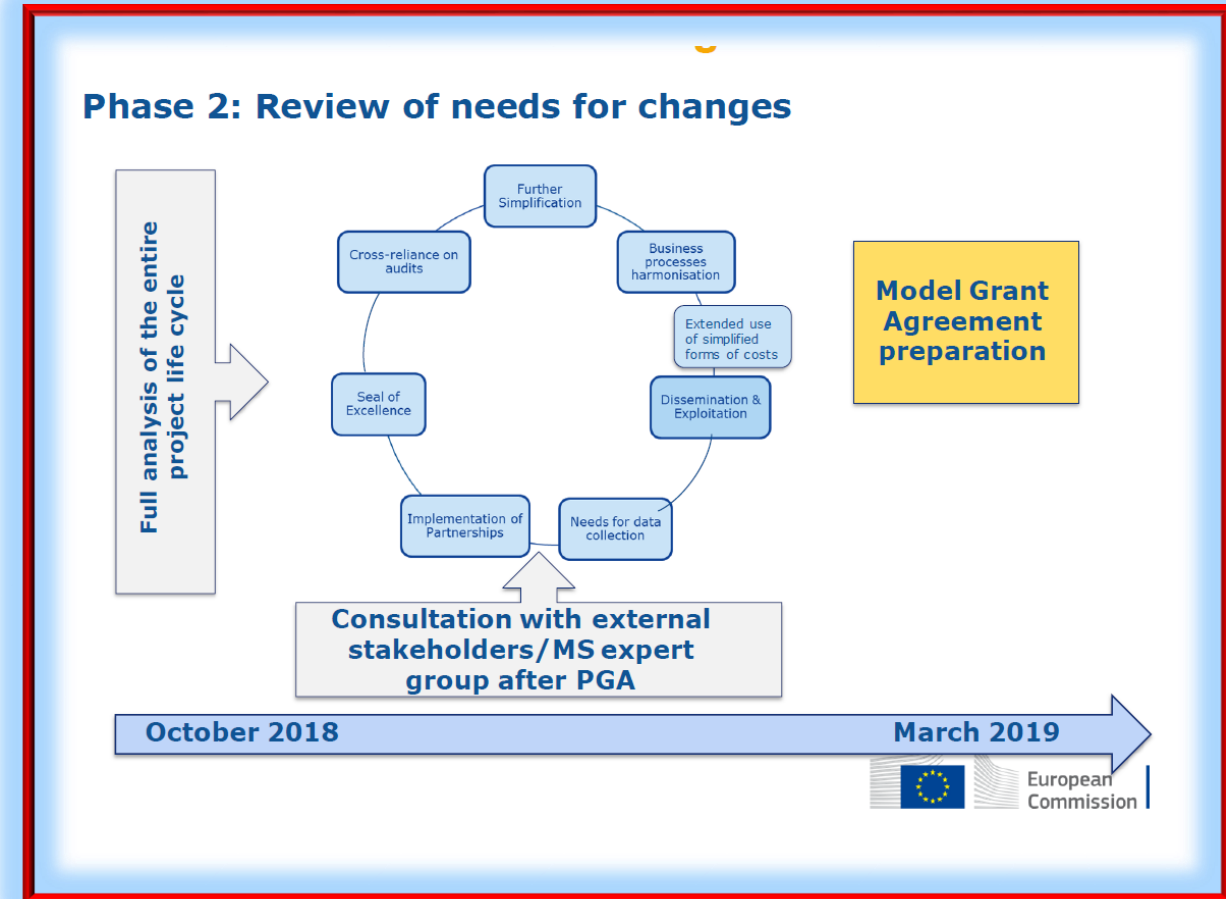 Phase 2: Review of needs for changes
Full analysis of the entire
project life cycle
Further
Simplification
Business
processes
harmonisation
Extended use
of simplified
forms of costs
Dissemination &
Exploitation
Needs for data
collection
Implementation of
Partnerships
Seal of
Excellence
Cross-reliance on
audits
Model Grant
Agreement
preparation
Consultation with external
stakeholders/MS expert
group after PGA
October 2018
March 2019
European
Commission